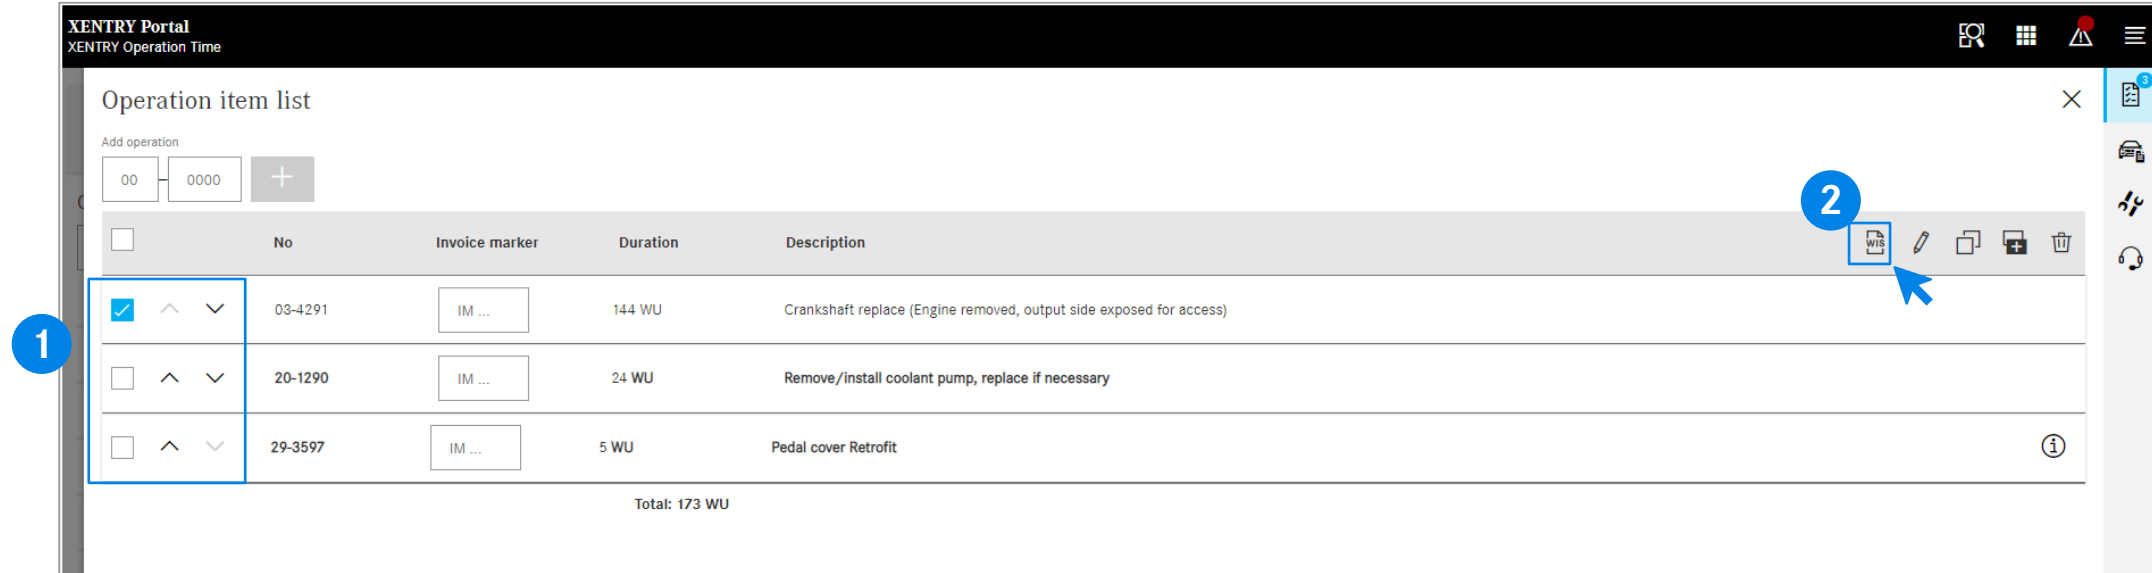 XENTRY Portal
XENTRY Operation Time
3
Operation item list
Add operation
00 – 0000 +
2
No Invoice marker Duration Description WIS
1
03-4291 IM ... 144 WU Crankshaft replace (Engine removed, output side exposed for access)
20-1290 IM ... 24 WU Remove/install coolant pump, replace if necessary
29-3597 IM ... 5 WU Pedal cover Retrofit
Total: 173 WU